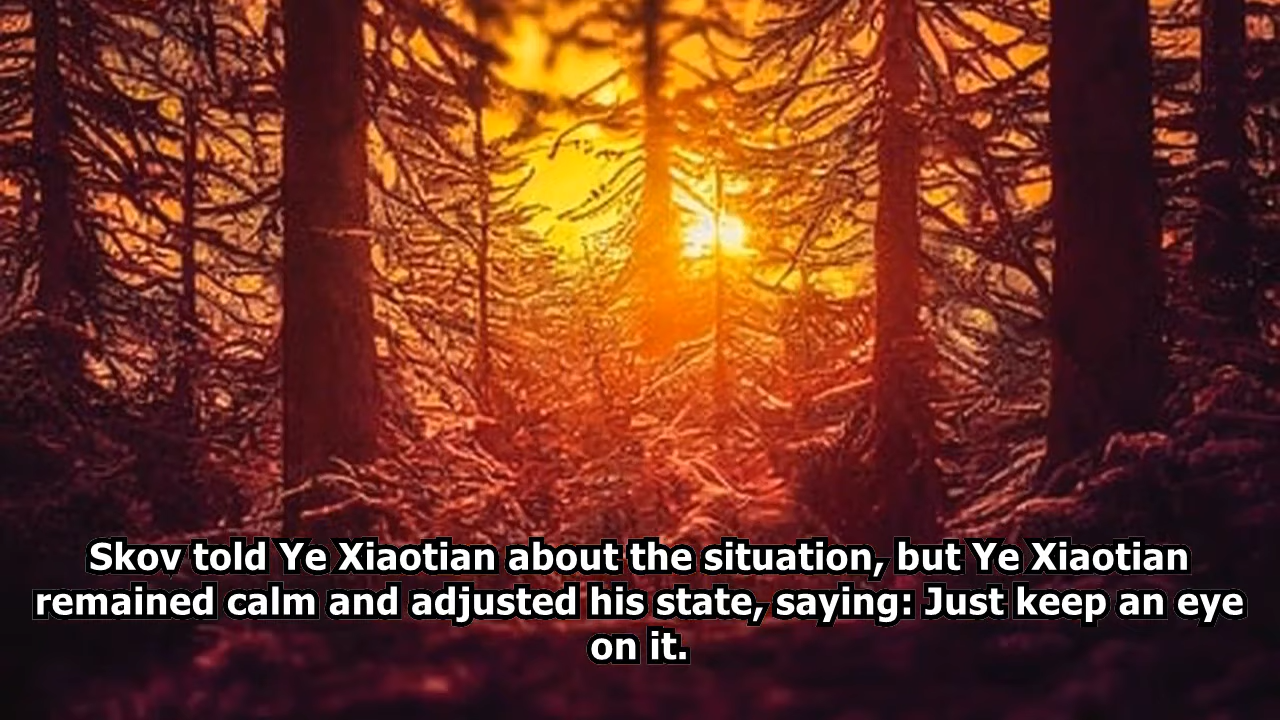 Skov told Ye Xiaotian about the situation, but Ye Xiaotian
remained calm and adjusted his state, saying: Just keep an eye
on it.